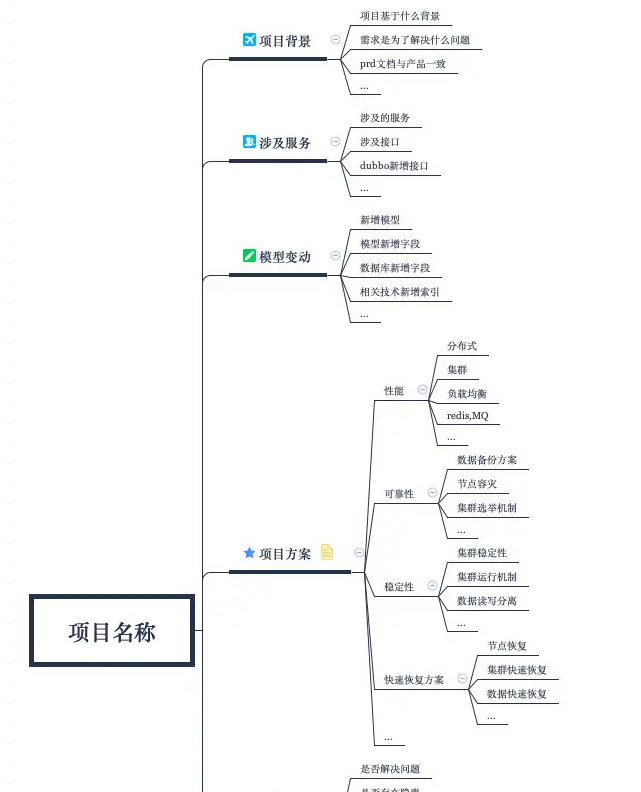 项目背景
项目基于什么背景
需求是为了解决什么问题
prd文档与产品一致
...
涉及服务
涉及的服务
涉及接口
dubbo新增接口
...
模型变动
新增模型
模型新增字段
数据库新增字段
相关技术新增索引
...
项目名称
项目方案
性能
分布式
集群
负载均衡
redis,MQ
...
可靠性
数据备份方案
节点容灾
集群选举机制
...
稳定性
集群稳定性
集群运行机制
数据读写分离
...
快速恢复方案
节点恢复
集群快速恢复
数据快速恢复
...
...
是否解决问题